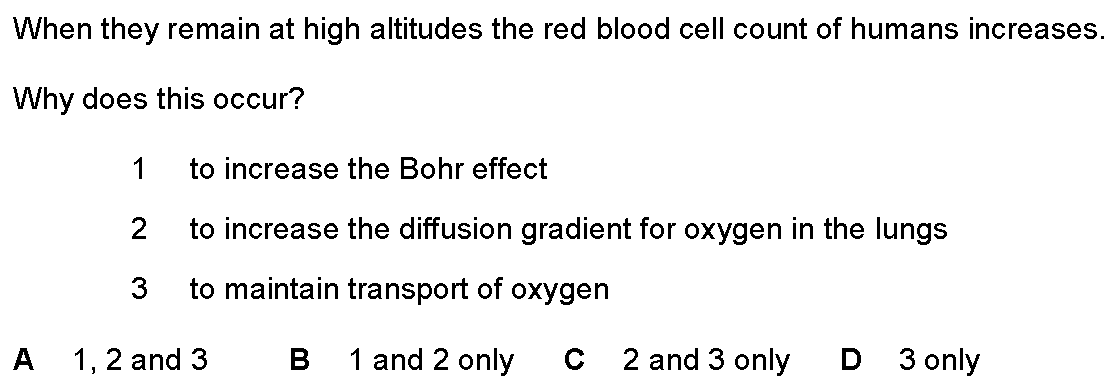 When they remain at high altitudes the red blood cell count of humans increases.
Why does this occur?
1 to increase the Bohr effect
2 to increase the diffusion gradient for oxygen in the lungs
3 to maintain transport of oxygen
A 1, 2 and 3 B 1 and 2 only C 2 and 3 only D 3 only